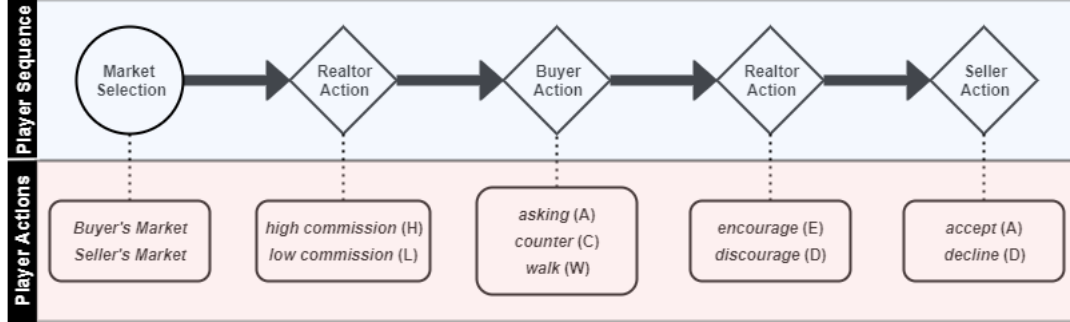 Player Sequence
Market
Selection
Realtor
Action
Buyer
Action
Realtor
Action
Seller
Action
Player Actions
Buyer's Market
Seller's Market
high commission (H)
low commission (L)
asking (A)
counter (C)
walk (W)
encourage (E)
discourage (D)
accept (A)
decline (D)